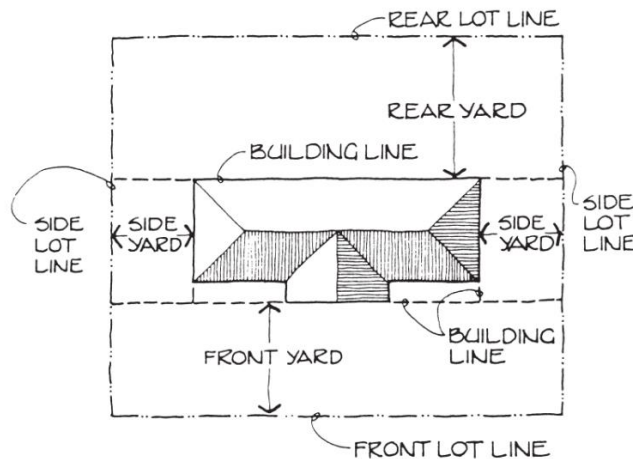 REAR LOT LINE
REAR YARD
BUILDING LINE
SIDE
LOT
LINE
SIDE
YARD
SIDE
YARD
SIDE
LOT
LINE
BUILDING
LINE
FRONT YARD
FRONT LOT LINE